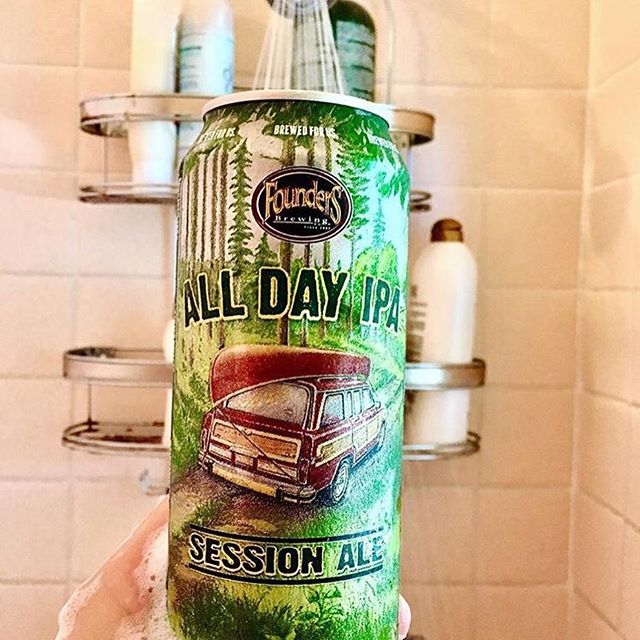 BREWED FOR US.
Founders
Brewing
ALL DAY IPA
SESSION ALE